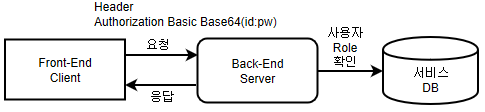 Header
Authorization Basic Base64(id:pw)
요청
응답
Front-End
Client
Back-End
Server
사용자
Role
확인
서비스
DB